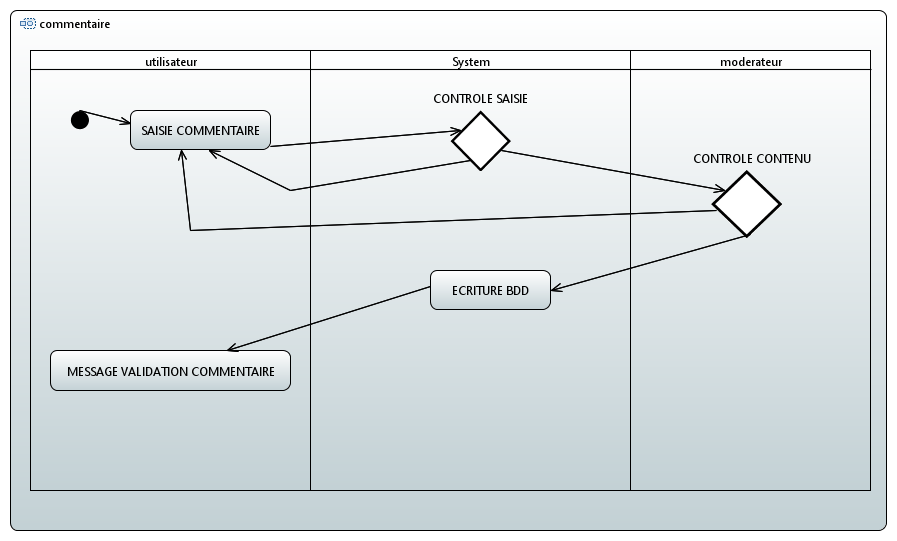 commentaire
utilisateur
System
moderateur
CONTROLE SAISIE
SAISIE COMMENTAIRE
CONTROLE CONTENU
ECRITURE BDD
MESSAGE VALIDATION COMMENTAIRE